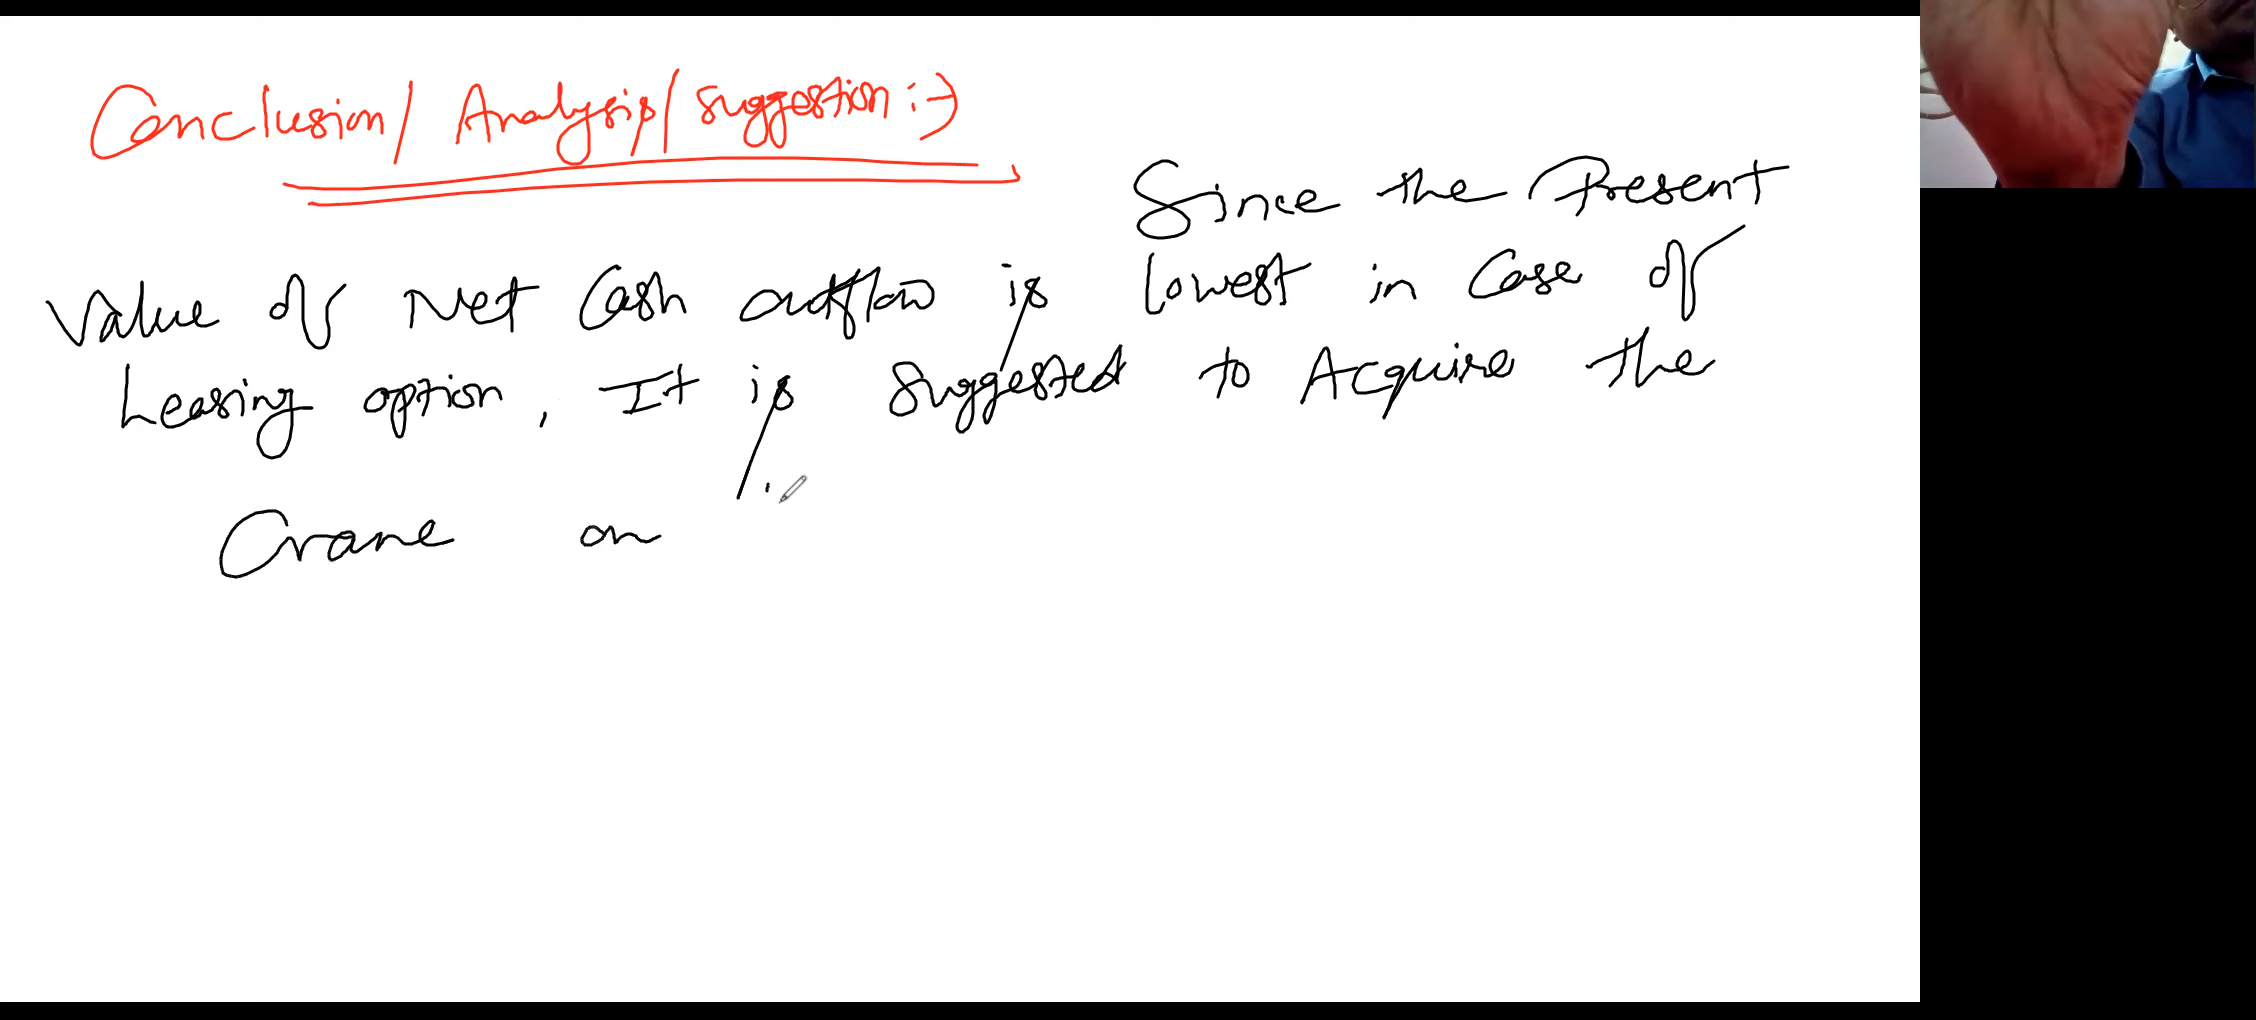 Conclusion/ Analysis/ Suggestion :-)
Since the Present
Value of Net Cash outflow is lowest in Case of
Leasing option, It is Suggested to Acquire the
Crane on